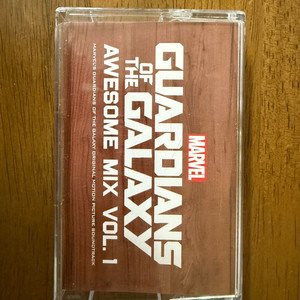 MARVEL
GUARDIANS
OF THE
GALAXY
AWESOME MIX VOL. 1
MARVEL'S GUARDIANS OF THE GALAXY ORIGINAL MOTION PICTURE SOUNDTRACK